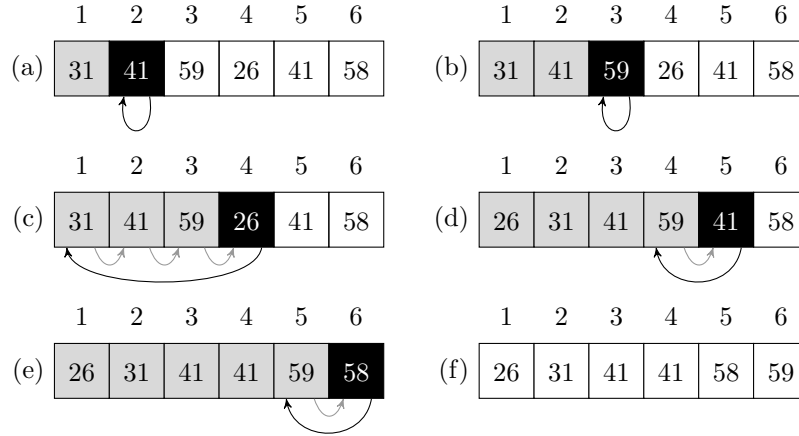 1 2 3 4 5 6
(a) 31 41 59 26 41 58
1 2 3 4 5 6
(b) 31 41 59 26 41 58
1 2 3 4 5 6
(c) 31 41 59 26 41 58
1 2 3 4 5 6
(d) 26 31 41 59 41 58
1 2 3 4 5 6
(e) 26 31 41 41 59 58
1 2 3 4 5 6
(f) 26 31 41 41 58 59